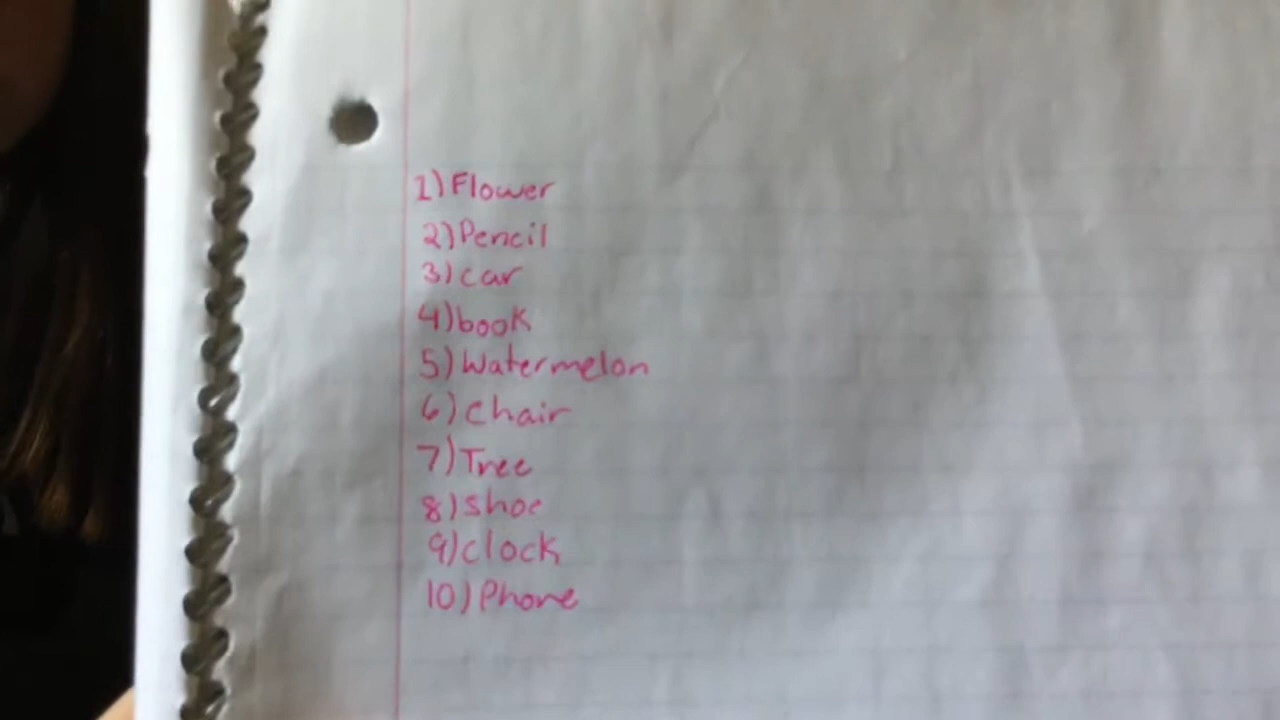 1) Flower
2) Pencil
3) car
4) book
5) Watermelon
6) Chair
7) Tree
8) Shoe
9) clock
10) Phone